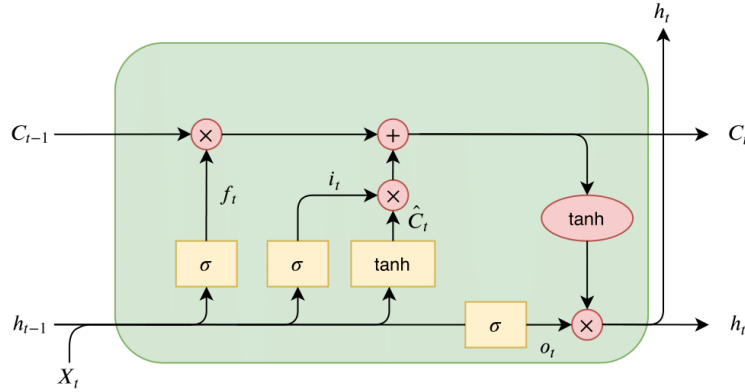 h_t
C_{t-1} × + C_t
f_t i_t × Ĉ_t tanh
σ σ tanh
h_{t-1} σ o_t × h_t
X_t